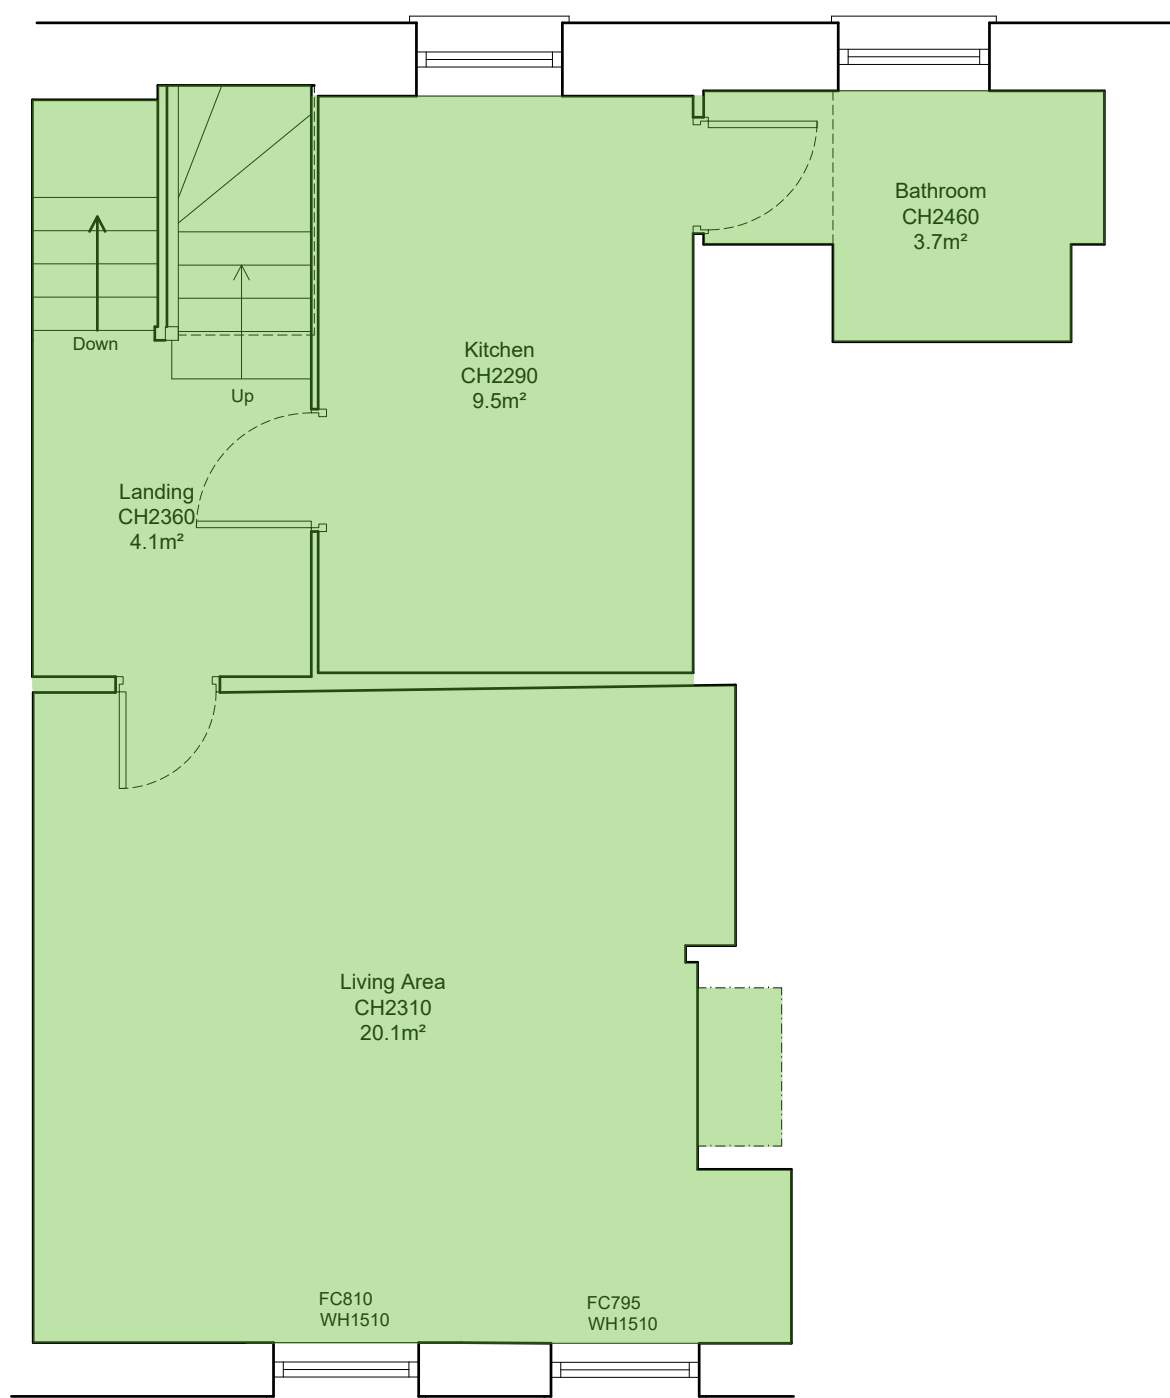 Bathroom
CH2460
3.7m²
Down
Kitchen
CH2290
9.5m²
Up
Landing
CH2360
4.1m²
Living Area
CH2310
20.1m²
FC810
WH1510
FC795
WH1510